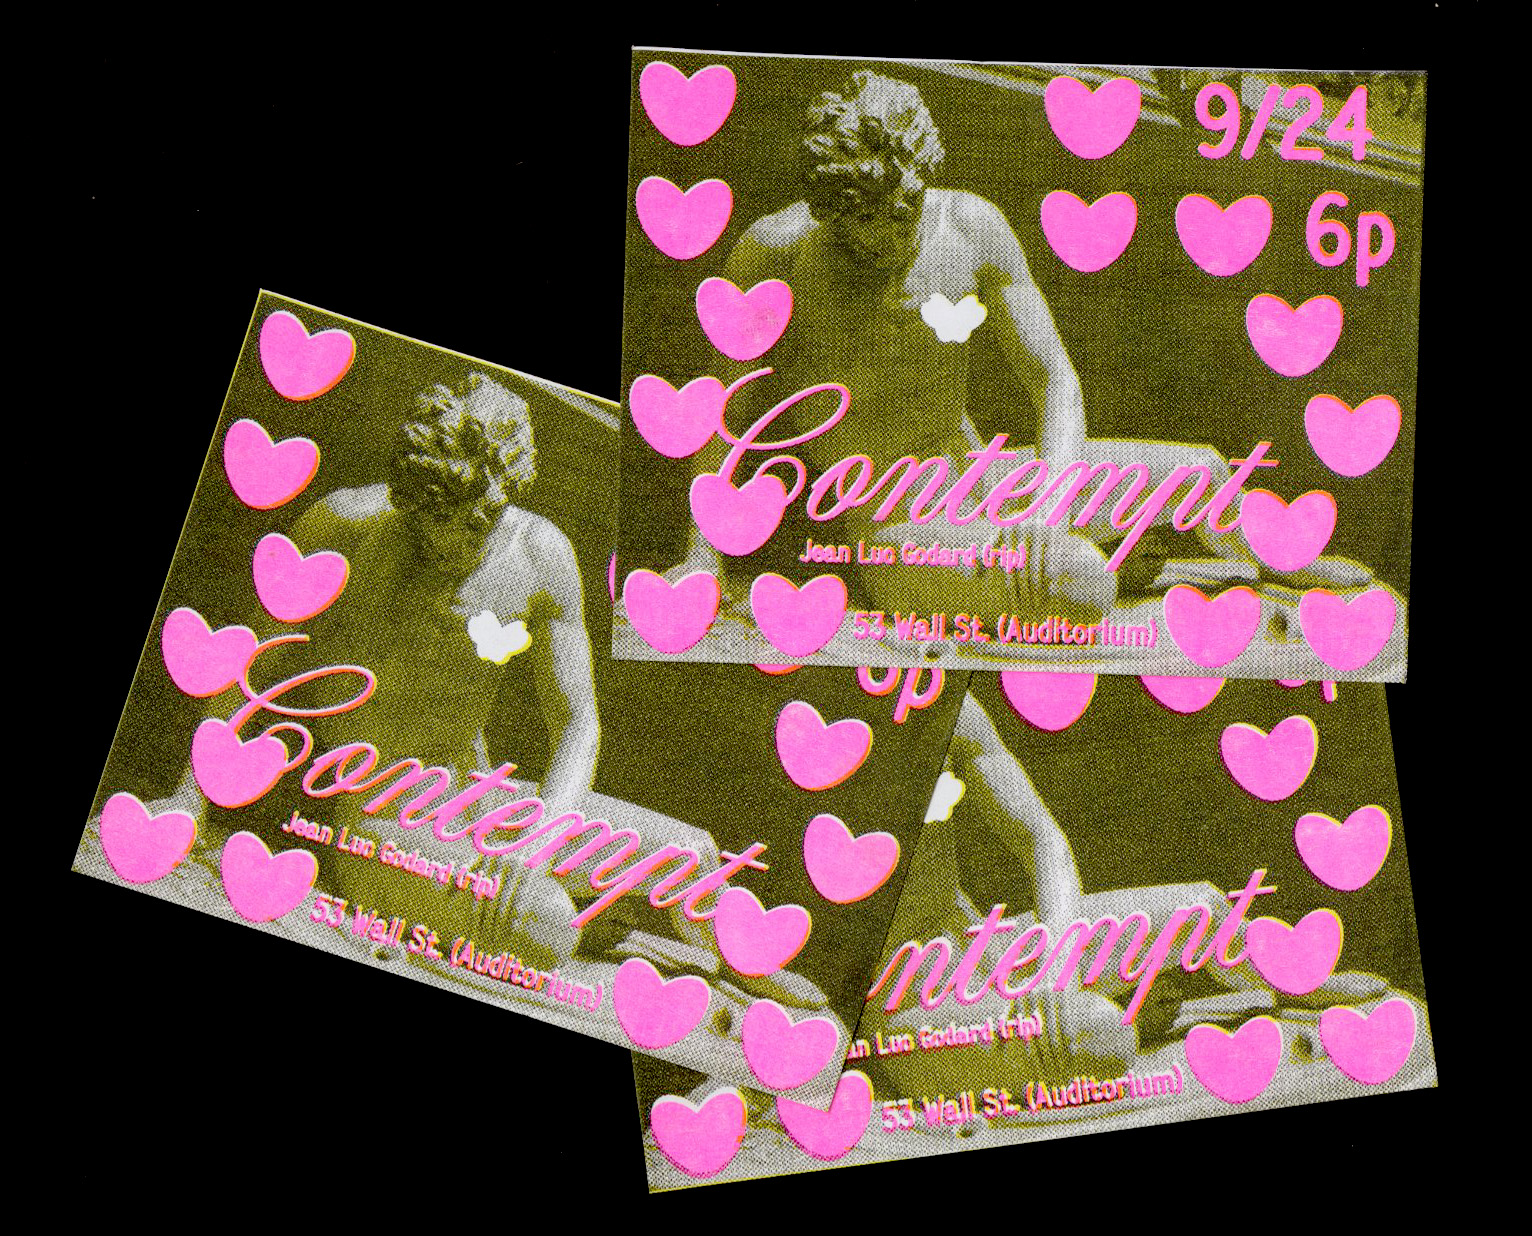 9/24
6p
Contempt
Jean Luc Godard (rip)
53 Wall St. (Auditorium)
6p
Contempt
Jean Luc Godard (rip)
53 Wall St. (Auditorium)
ntempt
an Luc Godard (rip)
53 Wall St. (Auditorium)